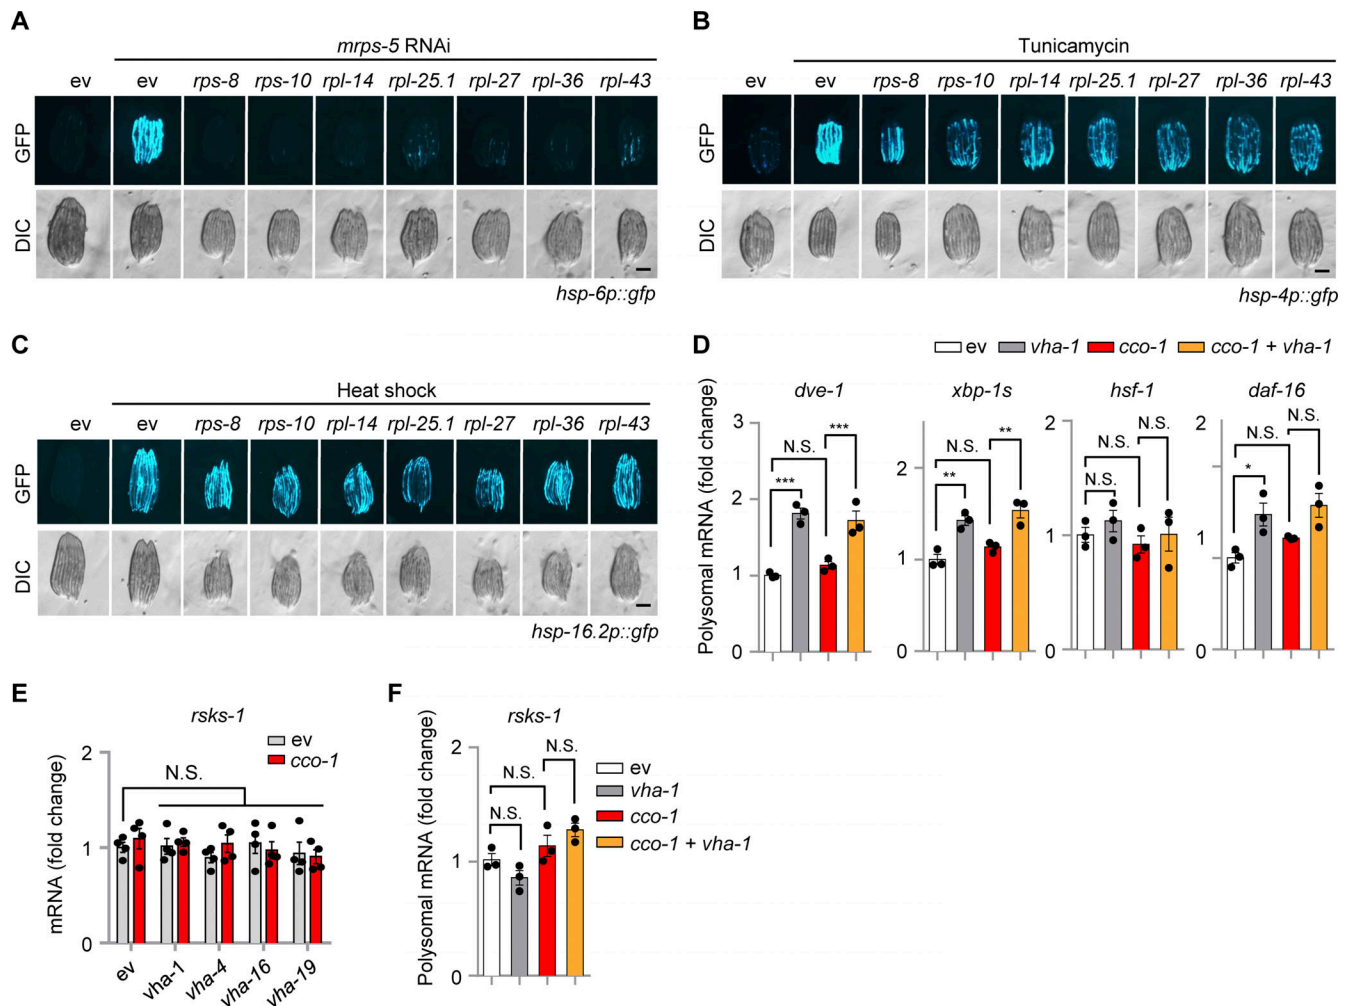 A
mrps-5 RNAi
ev ev rps-8 rps-10 rpl-14 rpl-25.1 rpl-27 rpl-36 rpl-43
GFP
DIC
hsp-6p::gfp
B
Tunicamycin
ev ev rps-8 rps-10 rpl-14 rpl-25.1 rpl-27 rpl-36 rpl-43
GFP
DIC
hsp-4p::gfp
C
Heat shock
ev ev rps-8 rps-10 rpl-14 rpl-25.1 rpl-27 rpl-36 rpl-43
GFP
DIC
hsp-16.2p::gfp
D
ev vha-1 cco-1 cco-1 + vha-1
Polysomal mRNA (fold change)
dve-1
3
2
1
0
N.S.
***
***
xbp-1s
2
1
0
N.S.
**
**
hsf-1
2
1
0
N.S.
N.S.
N.S.
daf-16
2
1
0
N.S.
N.S.
*
E
rsks-1
ev
cco-1
mRNA (fold change)
2
1
0
N.S.
ev vha-1 vha-4 vha-16 vha-19
F
rsks-1
Polysomal mRNA (fold change)
2
1
0
N.S.
N.S.
N.S.
ev
vha-1
cco-1
cco-1 + vha-1